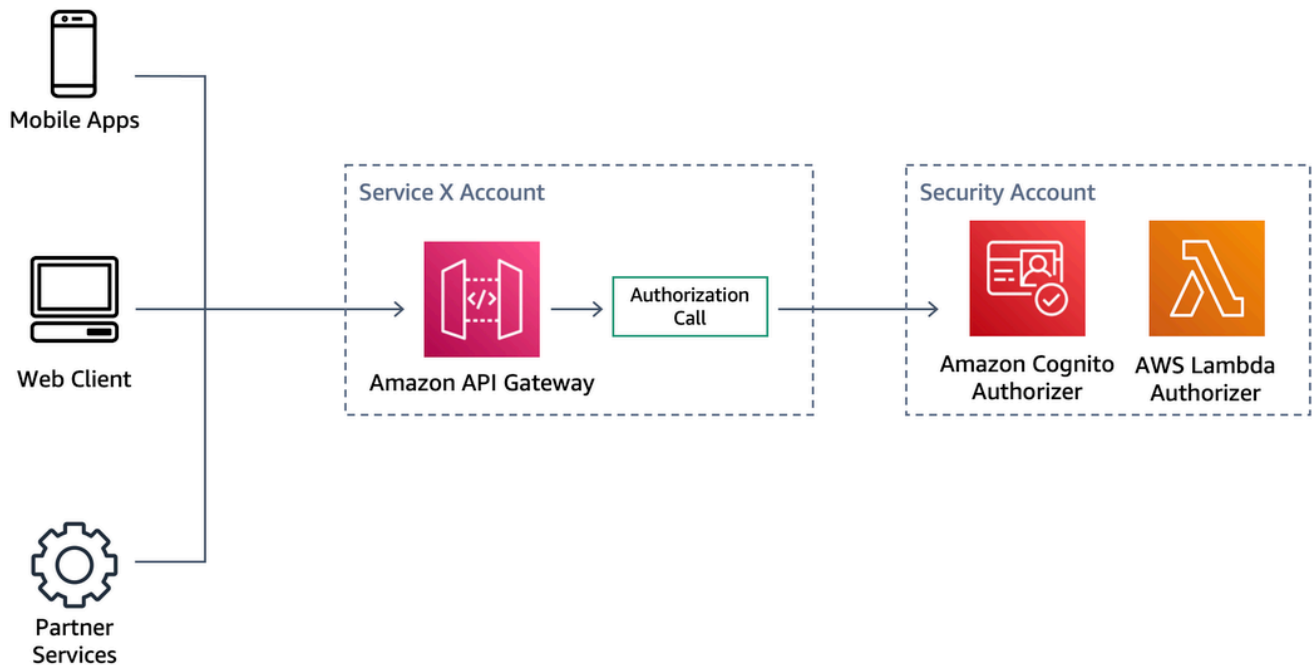 Mobile Apps
Web Client
Partner
Services
Service X Account
</>
Amazon API Gateway
Authorization
Call
Security Account
Amazon Cognito
Authorizer
AWS Lambda
Authorizer